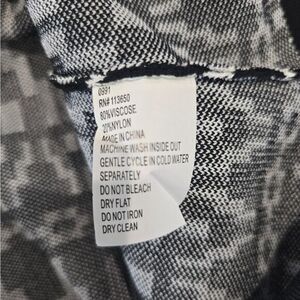 0991
RN# 113650
80%VISCOSE
20%NYLON
MADE IN CHINA
MACHINE WASH INSIDE OUT
GENTLE CYCLE IN COLD WATER
SEPARATELY
DO NOT BLEACH
DRY FLAT
DO NOT IRON
DRY CLEAN